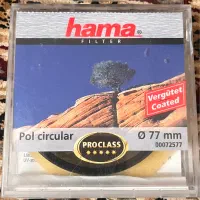 hama®
FILTER
Vergütet
Coated
Pol circular
Ø 77 mm
00072577
PROCLASS
★★★★★